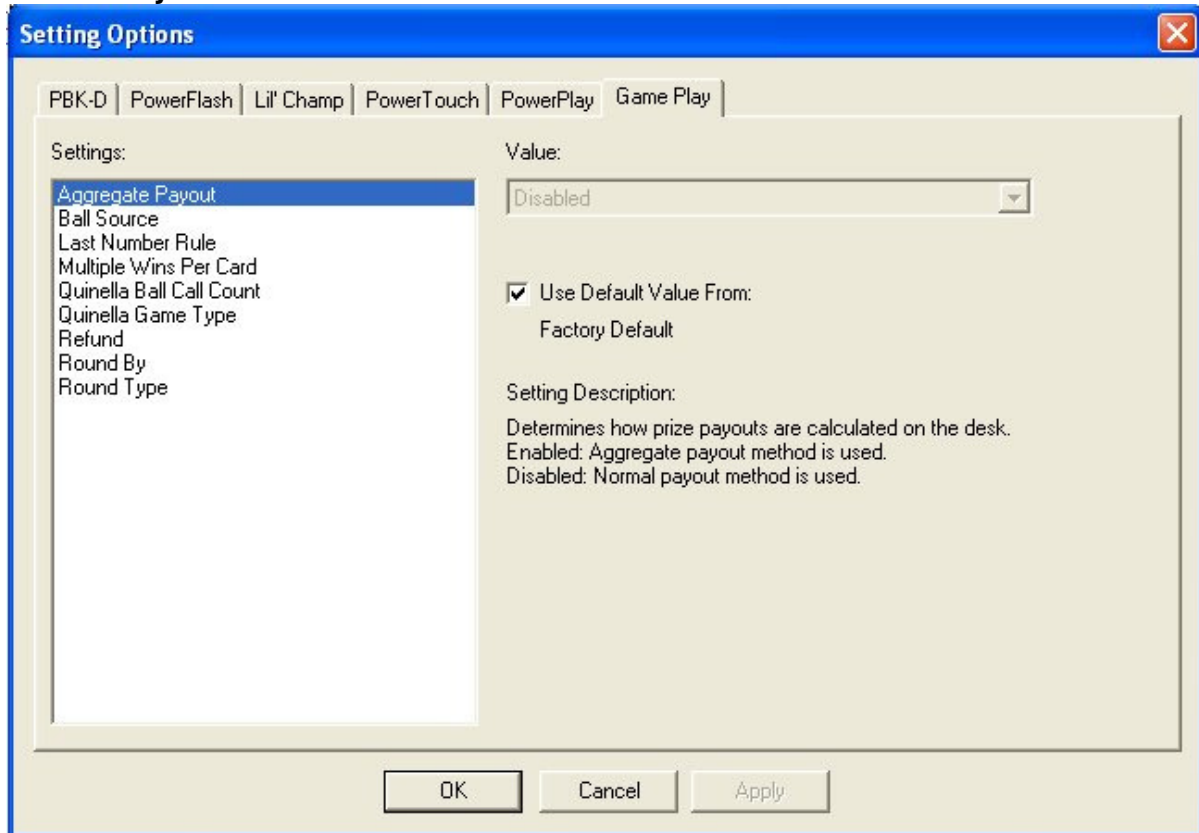 Setting Options
PBK-D PowerFlash Lil' Champ PowerTouch PowerPlay Game Play
Settings:
Aggregate Payout
Ball Source
Last Number Rule
Multiple Wins Per Card
Quinella Ball Call Count
Quinella Game Type
Refund
Round By
Round Type
Value:
Disabled
Use Default Value From:
Factory Default
Setting Description:
Determines how prize payouts are calculated on the desk.
Enabled: Aggregate payout method is used.
Disabled: Normal payout method is used.
OK Cancel Apply